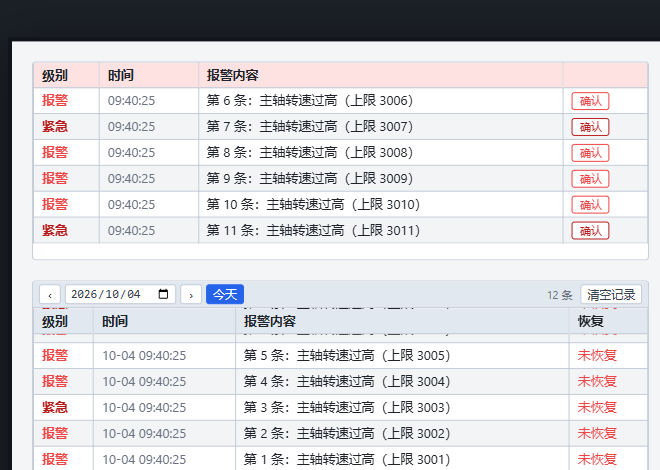 级别 时间 报警内容
报警 09:40:25 第 6 条：主轴转速过高（上限 3006） 确认
紧急 09:40:25 第 7 条：主轴转速过高（上限 3007） 确认
报警 09:40:25 第 8 条：主轴转速过高（上限 3008） 确认
报警 09:40:25 第 9 条：主轴转速过高（上限 3009） 确认
报警 09:40:25 第 10 条：主轴转速过高（上限 3010） 确认
紧急 09:40:25 第 11 条：主轴转速过高（上限 3011） 确认
‹ 2026/10/04 › 今天 12 条 清空记录
级别 时间 报警内容 恢复
报警 10-04 09:40:25 第 5 条：主轴转速过高（上限 3005） 未恢复
报警 10-04 09:40:25 第 4 条：主轴转速过高（上限 3004） 未恢复
紧急 10-04 09:40:25 第 3 条：主轴转速过高（上限 3003） 未恢复
报警 10-04 09:40:25 第 2 条：主轴转速过高（上限 3002） 未恢复
报警 10-04 09:40:25 第 1 条：主轴转速过高（上限 3001） 未恢复